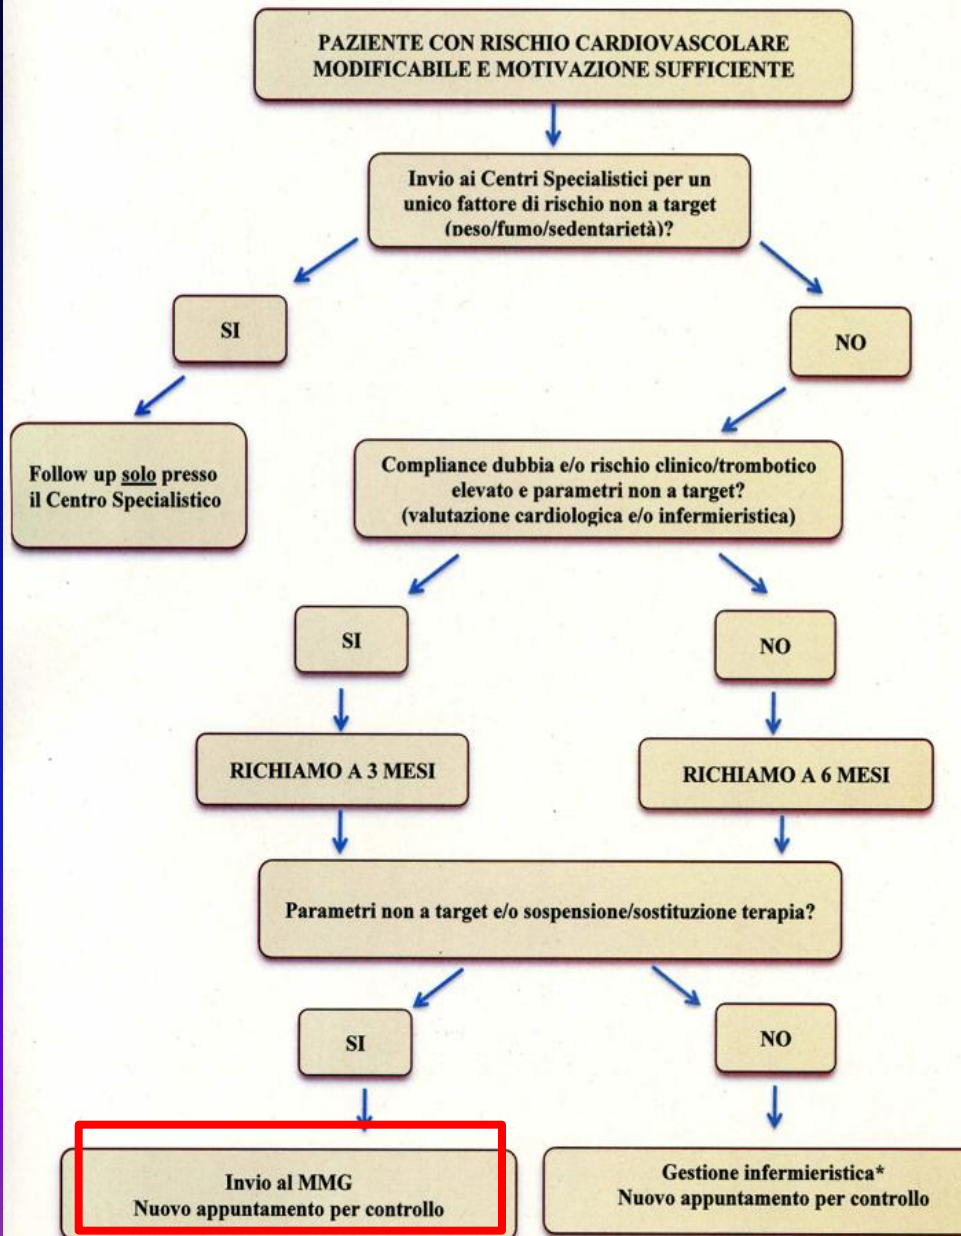 PAZIENTE CON RISCHIO CARDIOVASCOLARE
MODIFICABILE E MOTIVAZIONE SUFFICIENTE
Invio ai Centri Specialistici per un
unico fattore di rischio non a target
(peso/fumo/sedentarietà)?
SI
NO
Follow up solo presso
il Centro Specialistico
Compliance dubbia e/o rischio clinico/trombotico
elevato e parametri non a target?
(valutazione cardiologica e/o infermieristica)
SI
NO
RICHIAMO A 3 MESI
RICHIAMO A 6 MESI
Parametri non a target e/o sospensione/sostituzione terapia?
SI
NO
Invio al MMG
Nuovo appuntamento per controllo
Gestione infermieristica*
Nuovo appuntamento per controllo